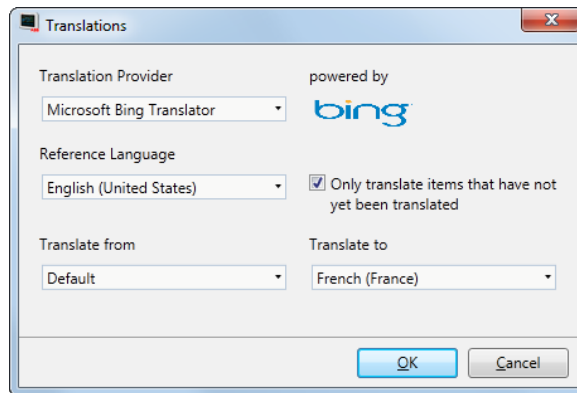 Translations
Translation Provider
powered by
Microsoft Bing Translator
bing
Reference Language
English (United States)
Only translate items that have not
yet been translated
Translate from
Translate to
Default
French (France)
OK
Cancel